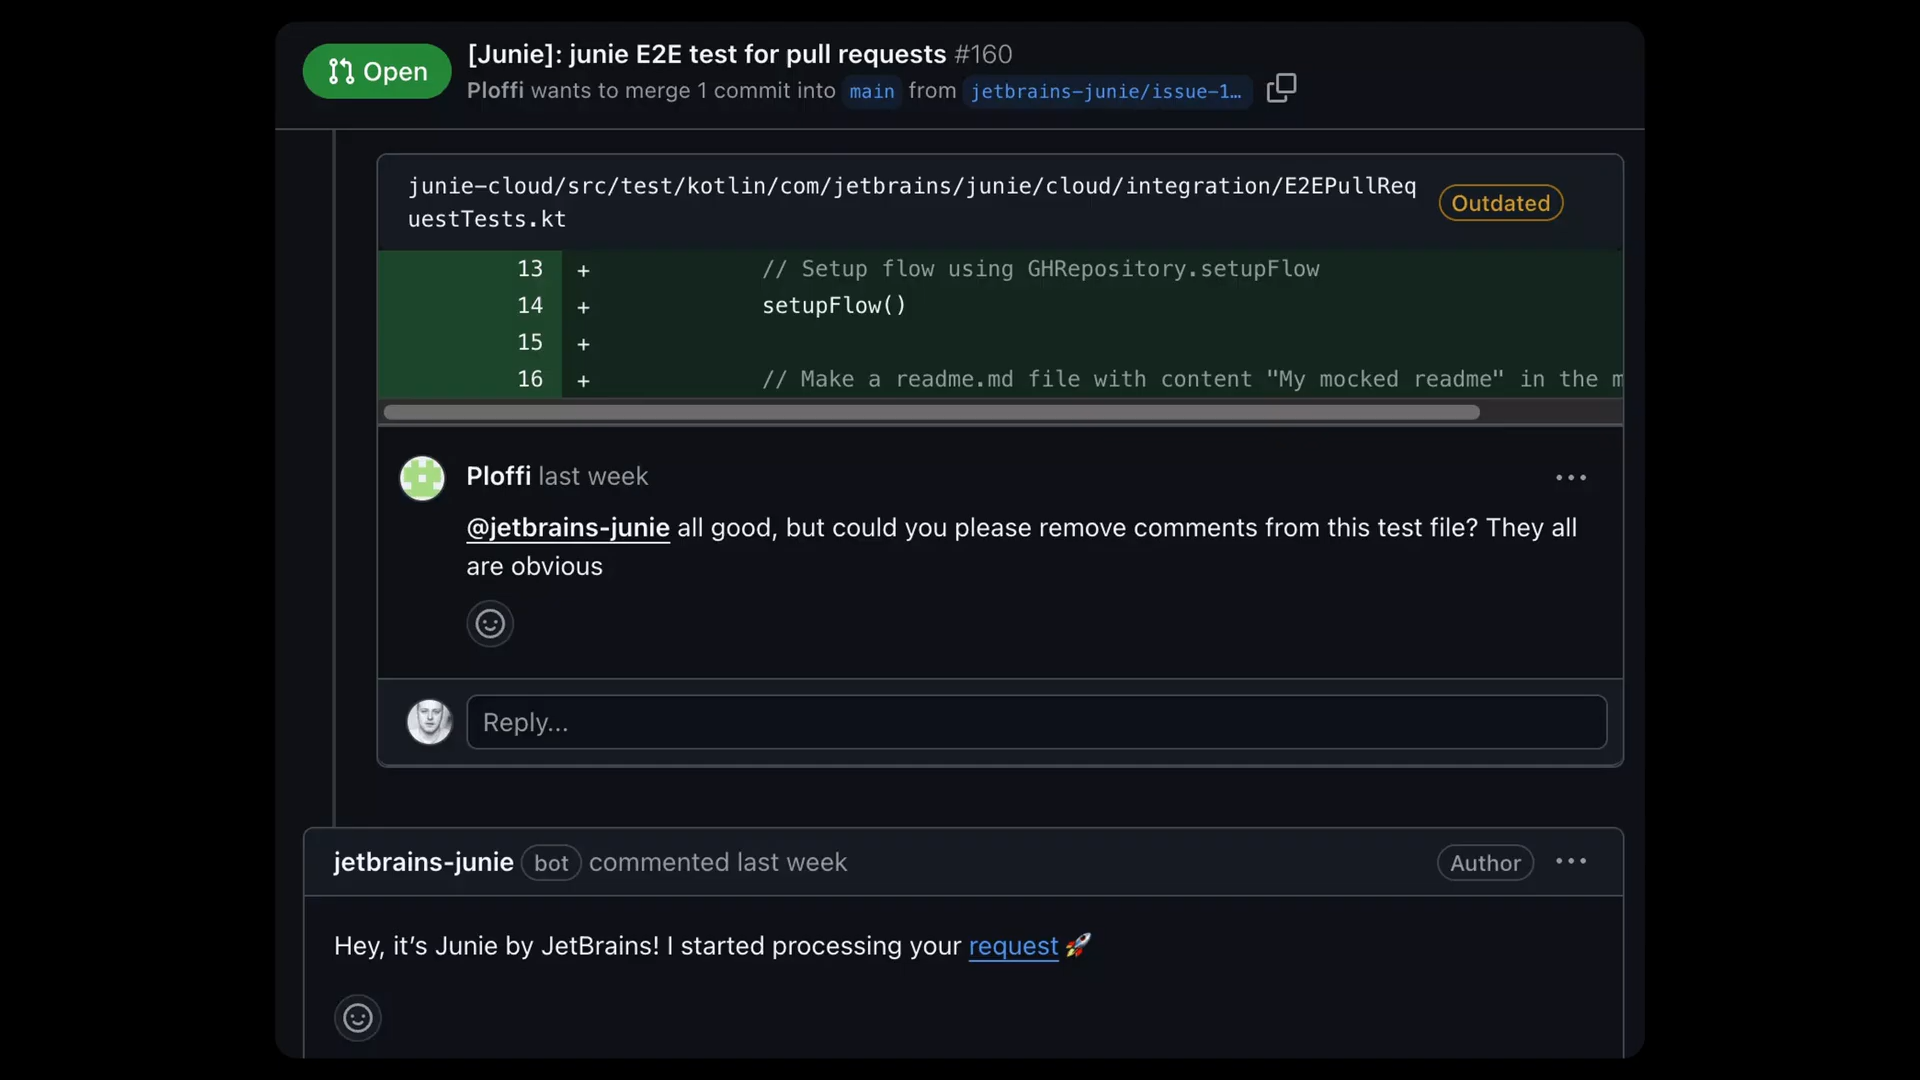 Open
[Junie]: junie E2E test for pull requests #160
Ploffi wants to merge 1 commit into main from jetbrains-junie/issue-1…
junie-cloud/src/test/kotlin/com/jetbrains/junie/cloud/integration/E2EPullReq
uestTests.kt
Outdated
13 + // Setup flow using GHRepository.setupFlow
14 + setupFlow()
15 +
16 + // Make a readme.md file with content "My mocked readme" in the m
Ploffi last week
@jetbrains-junie all good, but could you please remove comments from this test file? They all
are obvious
Reply...
jetbrains-junie bot commented last week
Author
Hey, it’s Junie by JetBrains! I started processing your request 🚀